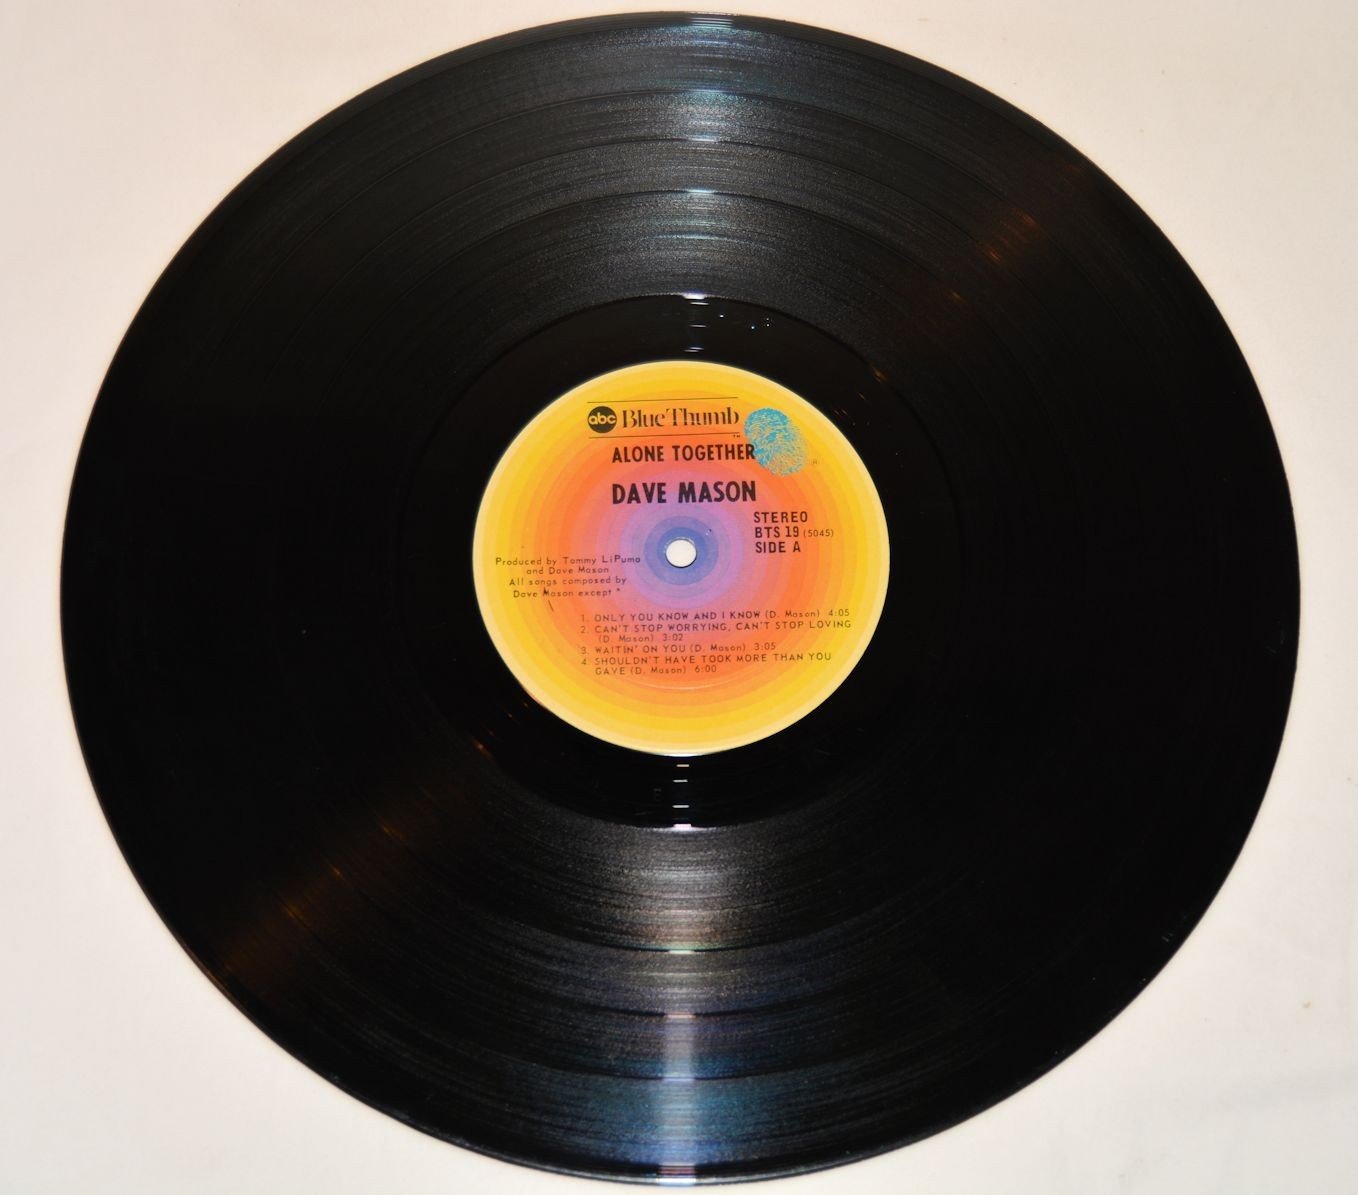 abc Blue Thumb ™
®
ALONE TOGETHER
DAVE MASON
STEREO
BTS 19 (5045)
SIDE A
Produced by Tommy LiPuma
and Dave Mason
All songs composed by
Dave Mason except *
1. ONLY YOU KNOW AND I KNOW (D. Mason) 4:05
2. CAN'T STOP WORRYING, CAN'T STOP LOVING
(D. Mason) 3:02
3. WAITIN' ON YOU (D. Mason) 3:05
4. SHOULDN'T HAVE TOOK MORE THAN YOU
GAVE (D. Mason) 6:00